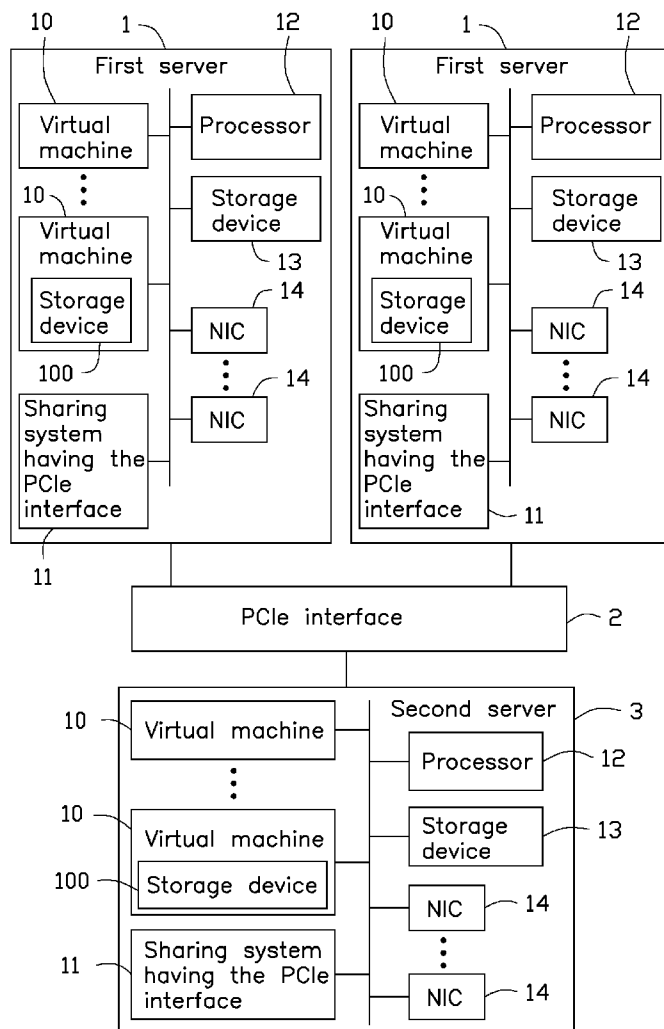 10
1
12
First server
Virtual
machine
Processor
10
Virtual
machine
Storage
device
13
Storage
device
100
14
NIC
14
NIC
Sharing
system
having the
PCIe
interface
11
10
1
12
First server
Virtual
machine
Processor
10
Virtual
machine
Storage
device
13
Storage
device
100
14
NIC
14
NIC
Sharing
system
having the
PCIe
interface
11
PCIe interface
2
Second server
3
10
Virtual machine
Processor
12
10
Virtual machine
100
Storage device
Storage
device
13
NIC
14
11
Sharing system
having the PCIe
interface
NIC
14